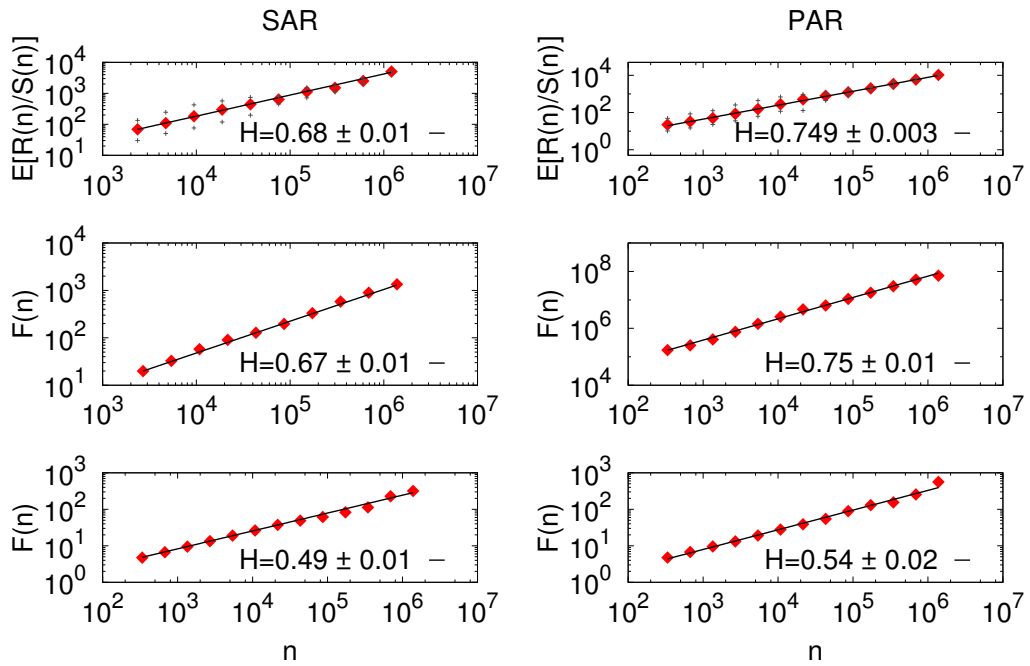 SAR
PAR
E[R(n)/S(n)]
10^4
10^3
10^2
10^1
H=0.68 ± 0.01
10^3 10^4 10^5 10^6 10^7
E[R(n)/S(n)]
10^4
10^2
10^0
H=0.749 ± 0.003
10^2 10^3 10^4 10^5 10^6 10^7
F(n)
10^4
10^3
10^2
10^1
H=0.67 ± 0.01
10^3 10^4 10^5 10^6 10^7
F(n)
10^8
10^6
10^4
H=0.75 ± 0.01
10^2 10^3 10^4 10^5 10^6 10^7
F(n)
10^3
10^2
10^1
10^0
H=0.49 ± 0.01
10^2 10^3 10^4 10^5 10^6 10^7
n
F(n)
10^3
10^2
10^1
10^0
H=0.54 ± 0.02
10^2 10^3 10^4 10^5 10^6 10^7
n